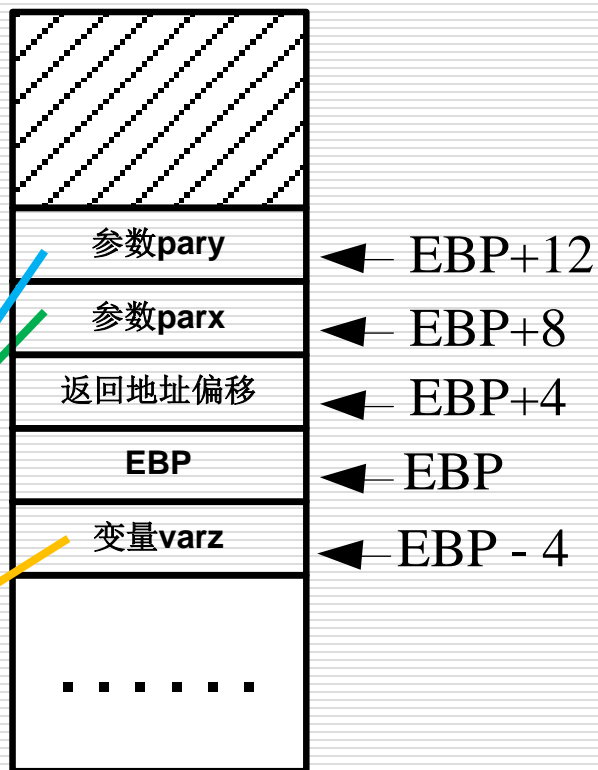 参数pary
EBP+12
参数parx
EBP+8
返回地址偏移
EBP+4
EBP
EBP
变量varz
EBP - 4
. . . . . .